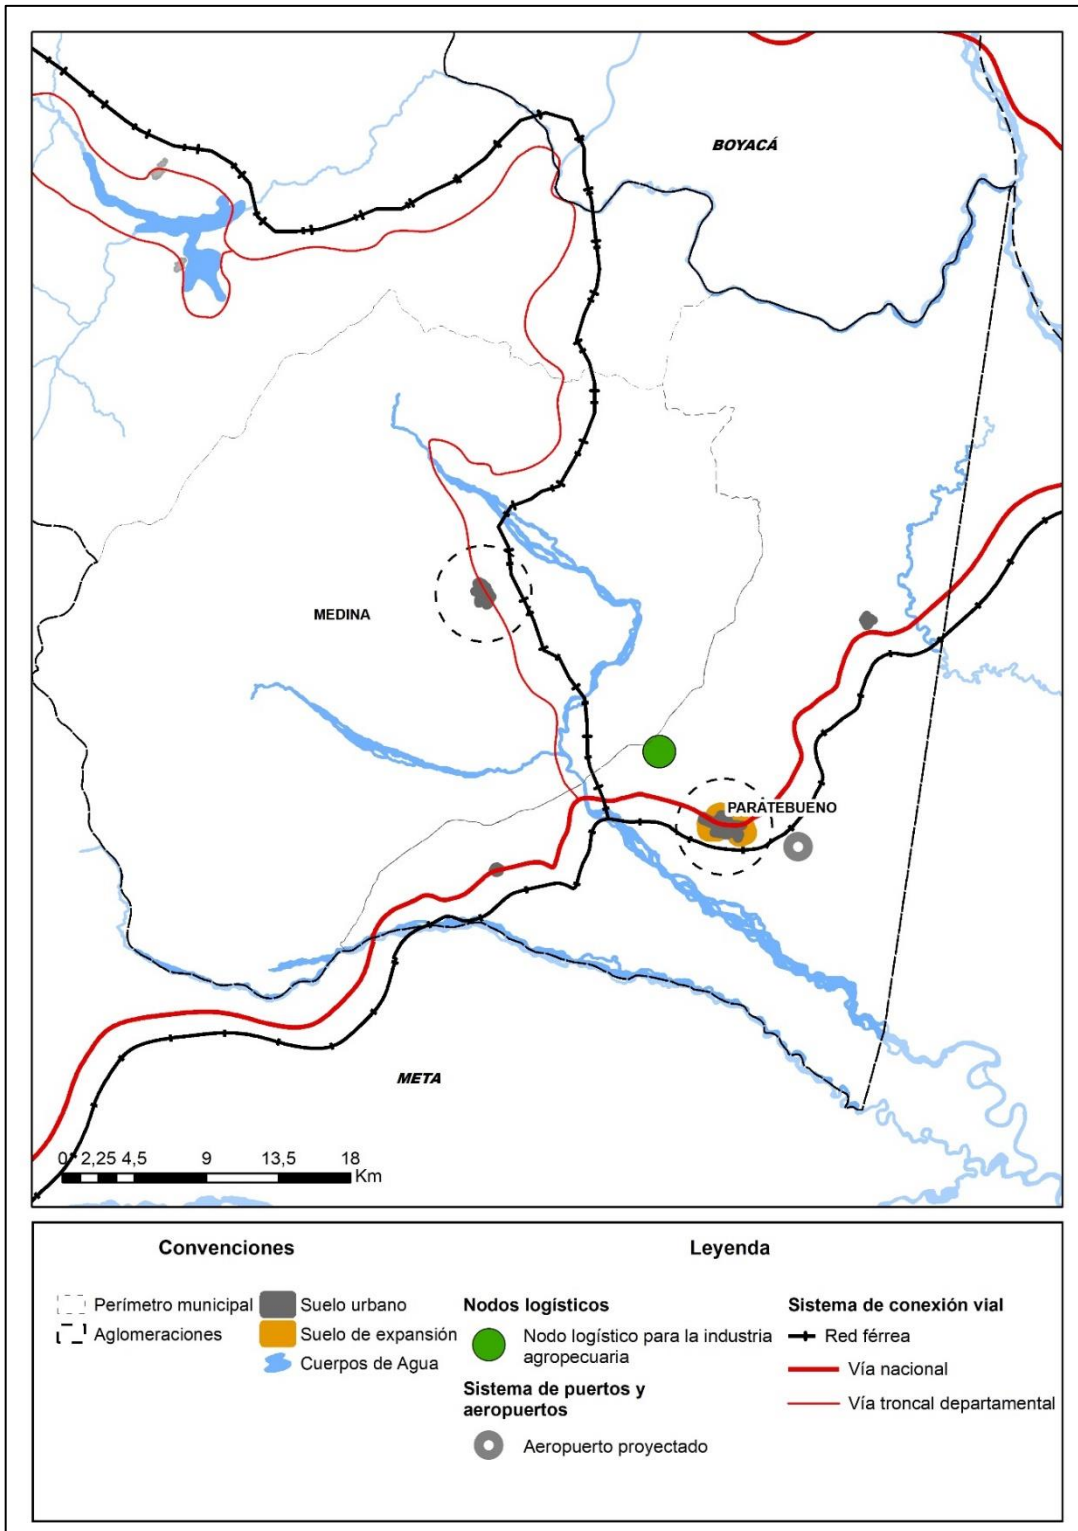 BOYACÁ
MEDINA
PARATEBUENO
META
0 2,25 4,5 9 13,5 18
Km
Convenciones
Perímetro municipal
Aglomeraciones
Suelo urbano
Suelo de expansión
Cuerpos de Agua
Leyenda
Nodos logísticos
Nodo logístico para la industria
agropecuaria
Sistema de puertos y
aeropuertos
Aeropuerto proyectado
Sistema de conexión vial
Red férrea
Vía nacional
Vía troncal departamental